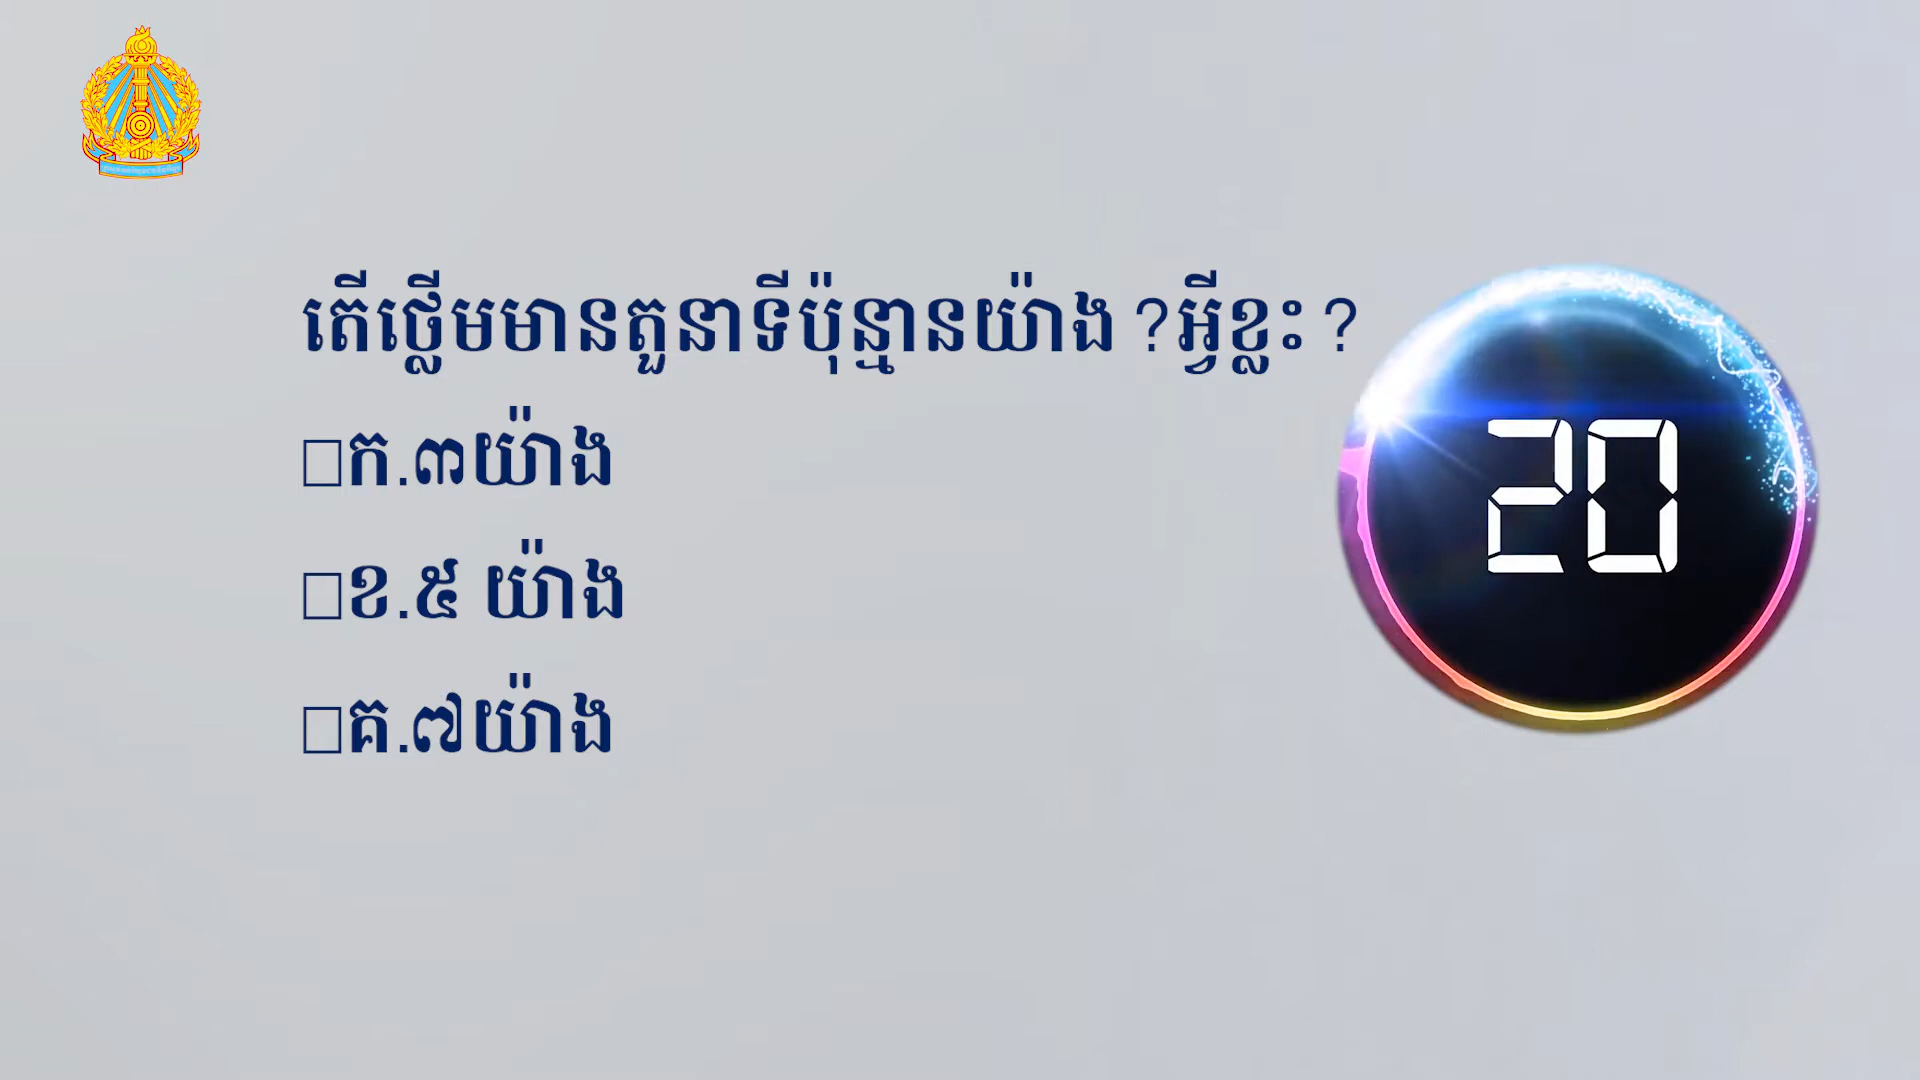 តើថ្លើមមានតួនាទីប៉ុន្មានយ៉ាង ?អ្វីខ្លះ ?
20
□ក.៣យ៉ាង
□ខ.៥ យ៉ាង
□គ.៧យ៉ាង